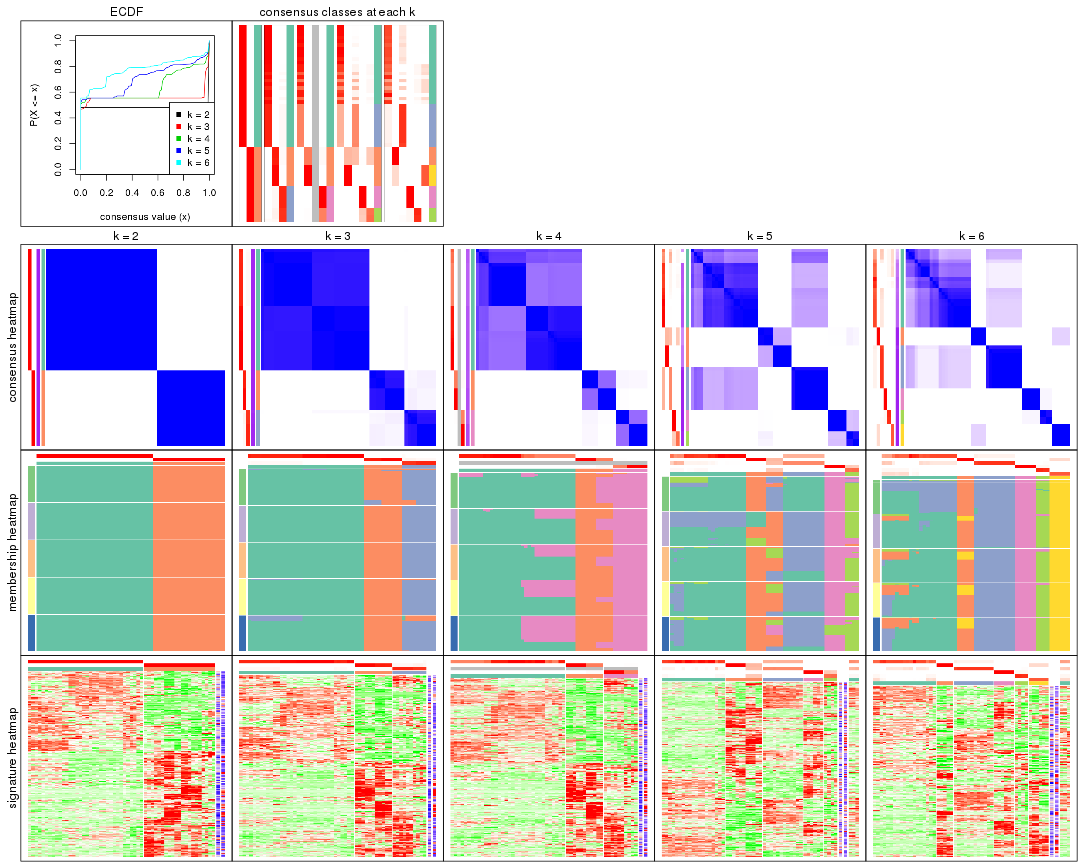 ECDF
consensus classes at each k
P(X <= x)
0.0 0.2 0.4 0.6 0.8 1.0
k = 2
k = 3
k = 4
k = 5
k = 6
0.0 0.2 0.4 0.6 0.8 1.0
consensus value (x)
k = 2 k = 3 k = 4 k = 5 k = 6
consensus heatmap
membership heatmap
signature heatmap